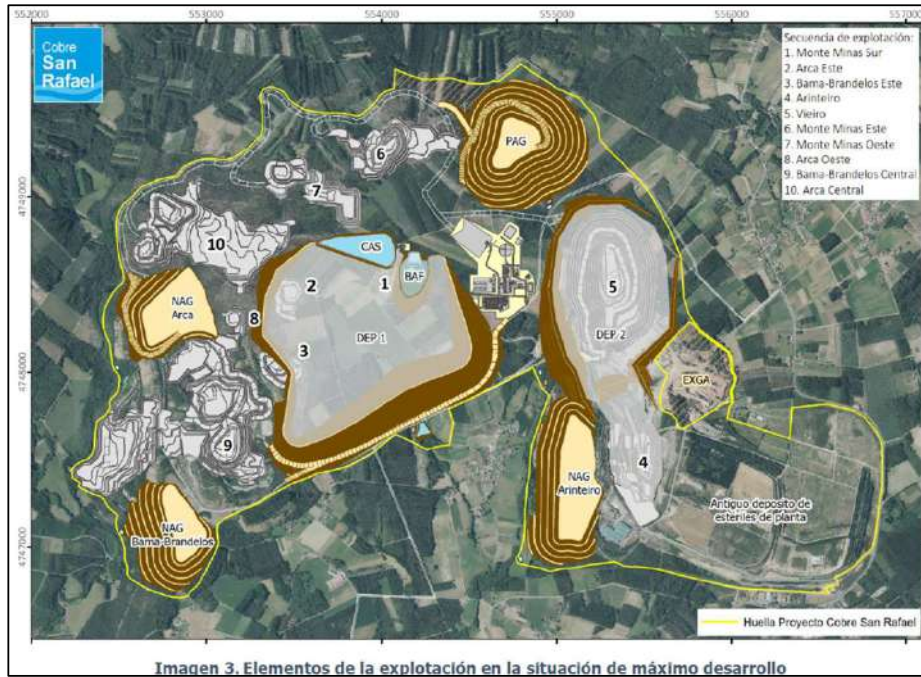 552000 553000 554000 555000 556000 557000
Cobre
San
Rafael
Secuencia de explotación:
1. Monte Minas Sur
2. Arca Este
3. Bama-Brandelos Este
4. Arinteiro
5. Vieiro
6. Monte Minas Este
7. Monte Minas Oeste
8. Arca Oeste
9. Bama-Brandelos Central
10. Arca Central
4749000
4748000
4747000
PAG
6
7
10
CAS
1
BAF
2
5
NAG
Arca
8
DEP 1
DEP 2
3
EXGA
9
4
NAG
Arinteiro
Antiguo deposito de
esteriles de planta
NAG
Bama-Brandelos
Huella Proyecto Cobre San Rafael
Imagen 3. Elementos de la explotación en la situación de máximo desarrollo